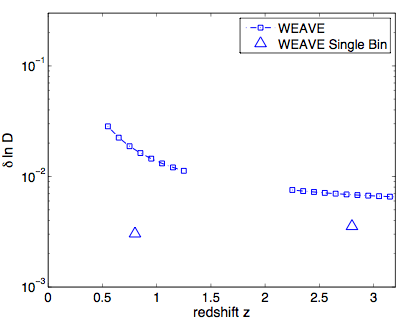 WEAVE
WEAVE Single Bin
10⁻¹
10⁻²
10⁻³
δ ln D
0 0.5 1 1.5 2 2.5 3
redshift z